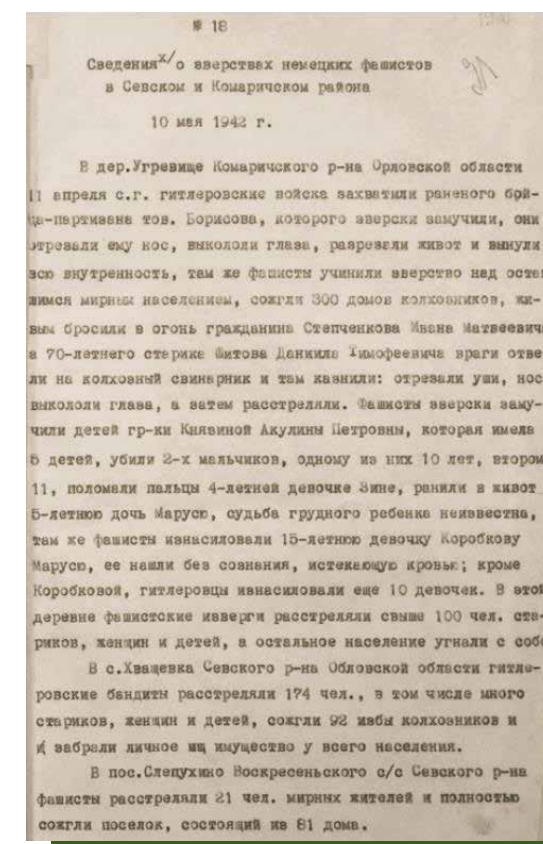 № 18
Сведения х/ о зверствах немецких фашистов
в Севском и Комаричском района
10 мая 1942 г.
В дер.Угревище Комаричского р-на Орловской области
11 апреля с.г. гитлеровские войска захватили раненого бой-
ца-партизана тов. Борисова, которого зверски замучили, они
отрезали ему нос, выкололи глаза, разрезали живот и вынули
всю внутренность, там же фашисты учинили зверство над остав
шимся мирным населением, сожгли 300 домов колхозников, жи-
вым бросили в огонь гражданина Степченкова Ивана Матвеевича
а 70-летнего старика Шитова Даниила Тимофеевича враги отве
ли на колхозный свинарник и там казнили: отрезали уши, нос
выкололи глаза, а затем расстреляли. Фашисты зверски заму-
чили детей гр-ки Князиной Акулины Петровны, которая имела
5 детей, убили 2-х мальчиков, одному из них 10 лет, втором
11, поломали пальцы 4-летней девочке Зине, ранили в живот
5-летнюю дочь Марусю, судьба грудного ребенка неизвестна,
там же фашисты изнасиловали 15-летнюю девочку Коробкову
Марусю, ее нашли без сознания, истекающую кровью; кроме
Коробковой, гитлеровцы изнасиловали еще 10 девочек. В этой
деревне фашистские изверги расстреляли свыше 100 чел. ста-
риков, женщин и детей, а остальное население угнали с собо
В с.Хващевка Севского р-на Обловской области гитле-
ровские бандиты расстреляли 174 чел., в том числе много
стариков, женщин и детей, сожгли 92 избы колхозников и
и забрали личное ищ имущество у всего населения.
В пос.Слепухино Воскресеньского с/с Севского р-на
фашисты расстреляли 21 чел. мирных жителей и полностью
сожгли поселок, состоящий из 81 дома.